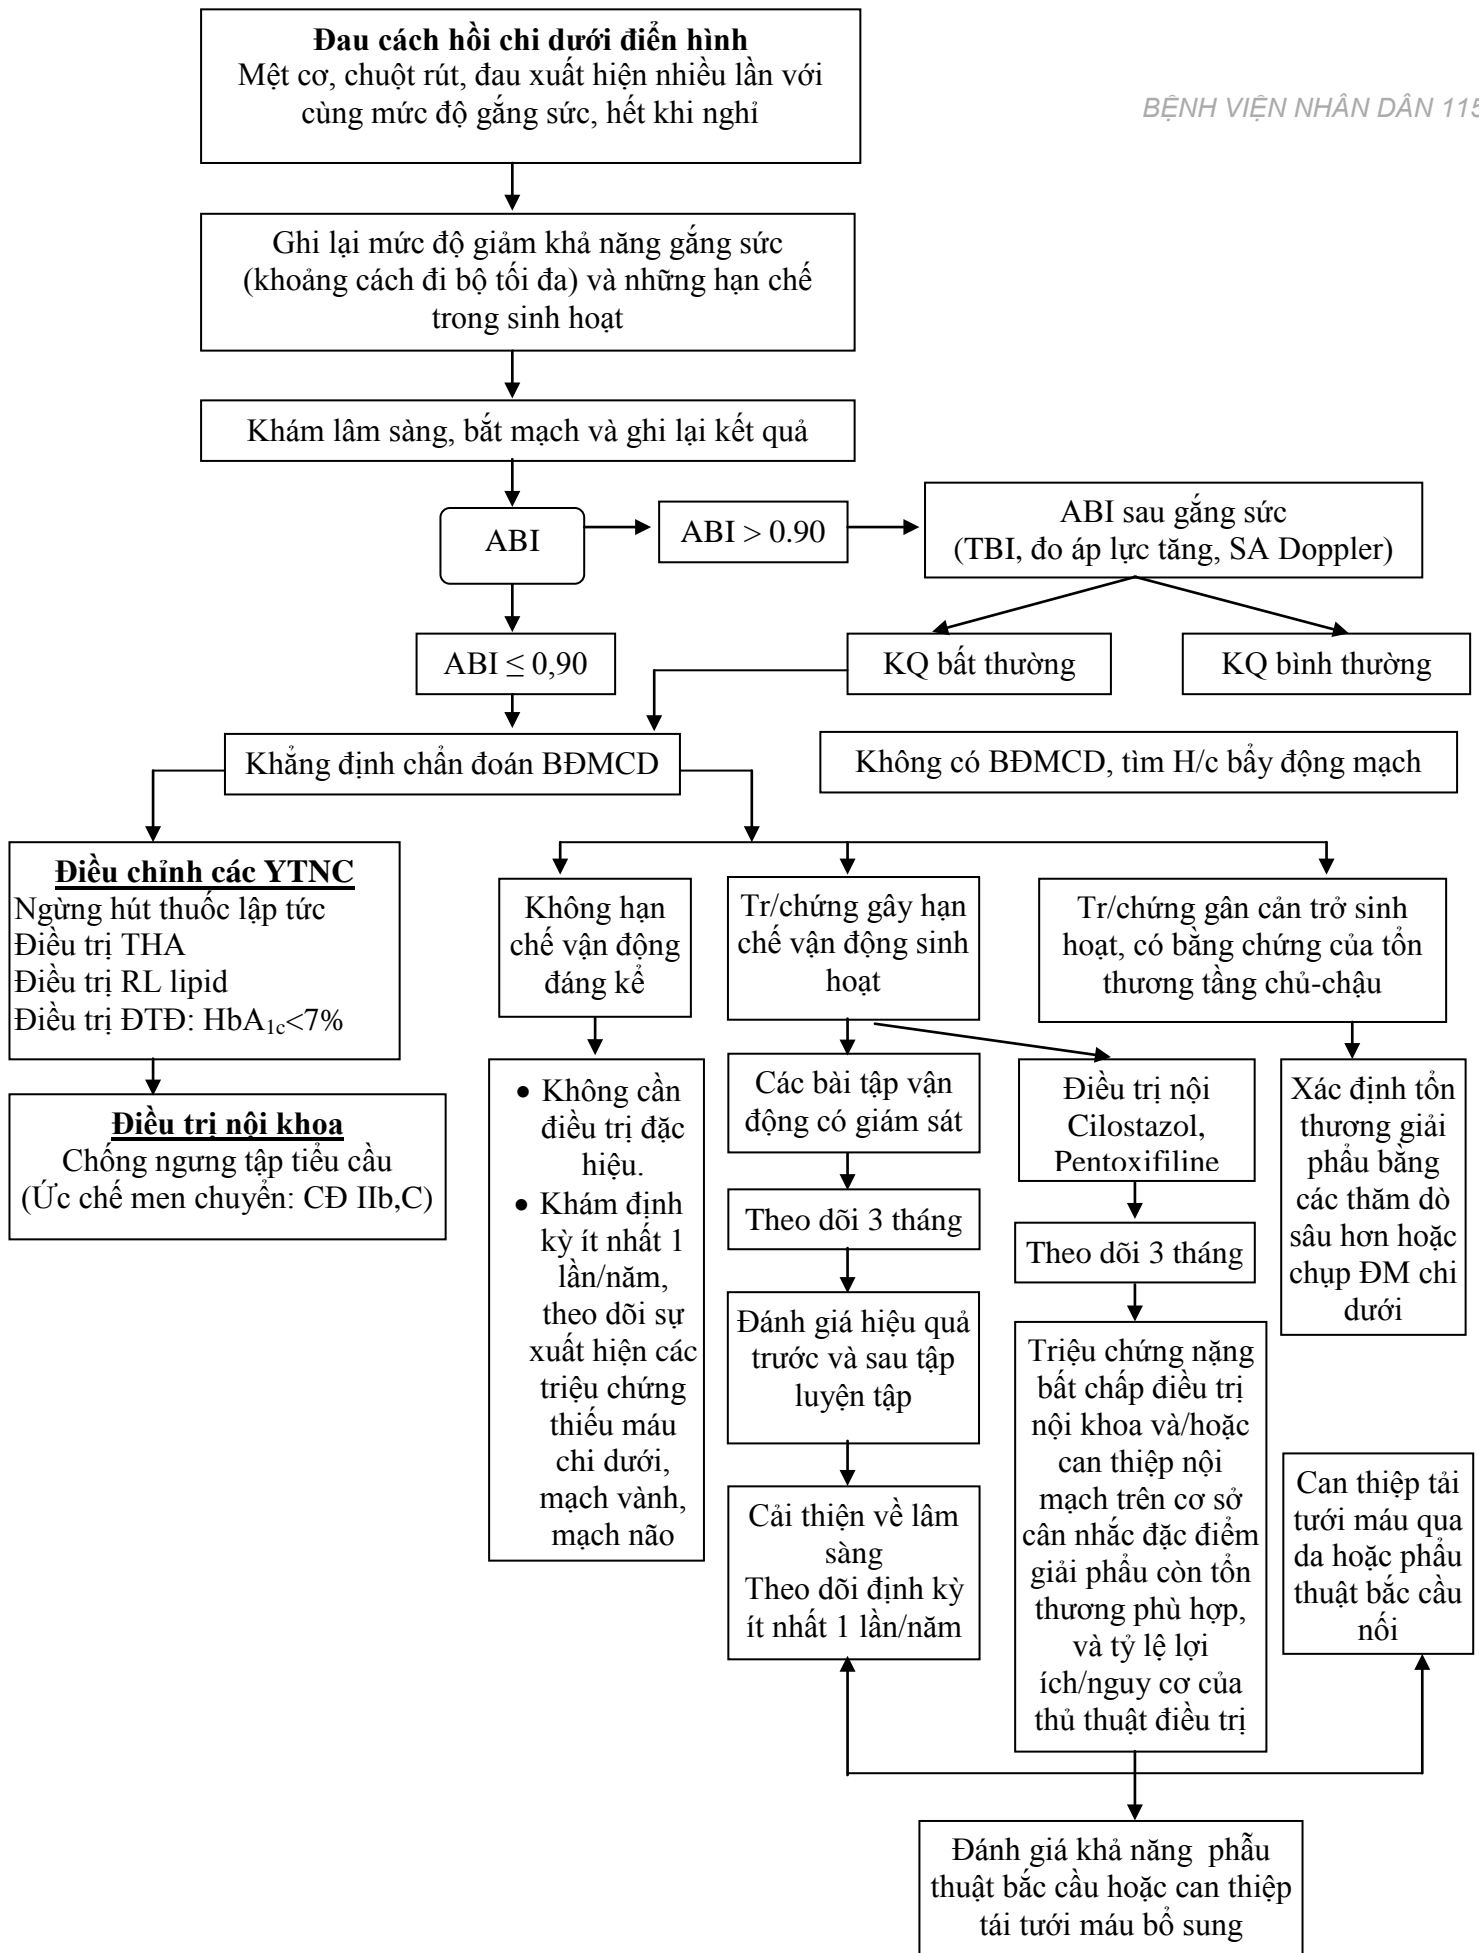 Đau cách hồi chi dưới điển hình
Mệt cơ, chuột rút, đau xuất hiện nhiều lần với
cùng mức độ gắng sức, hết khi nghỉ
BỆNH VIỆN NHÂN DÂN 115
Ghi lại mức độ giảm khả năng gắng sức
(khoảng cách đi bộ tối đa) và những hạn chế
trong sinh hoạt
Khám lâm sàng, bắt mạch và ghi lại kết quả
ABI
ABI > 0.90
ABI sau gắng sức
(TBI, đo áp lực tăng, SA Doppler)
ABI ≤ 0,90
KQ bất thường
KQ bình thường
Khẳng định chẩn đoán BĐMCD
Không có BĐMCD, tìm H/c bẫy động mạch
Điều chỉnh các YTNC
Ngừng hút thuốc lập tức
Điều trị THA
Điều trị RL lipid
Điều trị ĐTĐ: HbA1c<7%
Điều trị nội khoa
Chống ngưng tập tiểu cầu
(Ức chế men chuyển: CĐ IIb,C)
Không hạn
chế vận động
đáng kể
• Không cần
điều trị đặc
hiệu.
• Khám định
kỳ ít nhất 1
lần/năm,
theo dõi sự
xuất hiện các
triệu chứng
thiếu máu
chi dưới,
mạch vành,
mạch não
Tr/chứng gây hạn
chế vận động sinh
hoạt
Các bài tập vận
động có giám sát
Theo dõi 3 tháng
Đánh giá hiệu quả
trước và sau tập
luyện tập
Cải thiện về lâm
sàng
Theo dõi định kỳ
ít nhất 1 lần/năm
Điều trị nội
Cilostazol,
Pentoxifiline
Theo dõi 3 tháng
Triệu chứng nặng
bất chấp điều trị
nội khoa và/hoặc
can thiệp nội
mạch trên cơ sở
cân nhắc đặc điểm
giải phẩu còn tổn
thương phù hợp,
và tỷ lệ lợi
ích/nguy cơ của
thủ thuật điều trị
Tr/chứng gân cản trở sinh
hoạt, có bằng chứng của tổn
thương tầng chủ-chậu
Xác định tổn
thương giải
phẩu bằng
các thăm dò
sâu hơn hoặc
chụp ĐM chi
dưới
Can thiệp tải
tưới máu qua
da hoặc phẩu
thuật bắc cầu
nối
Đánh giá khả năng phẫu
thuật bắc cầu hoặc can thiệp
tái tưới máu bổ sung